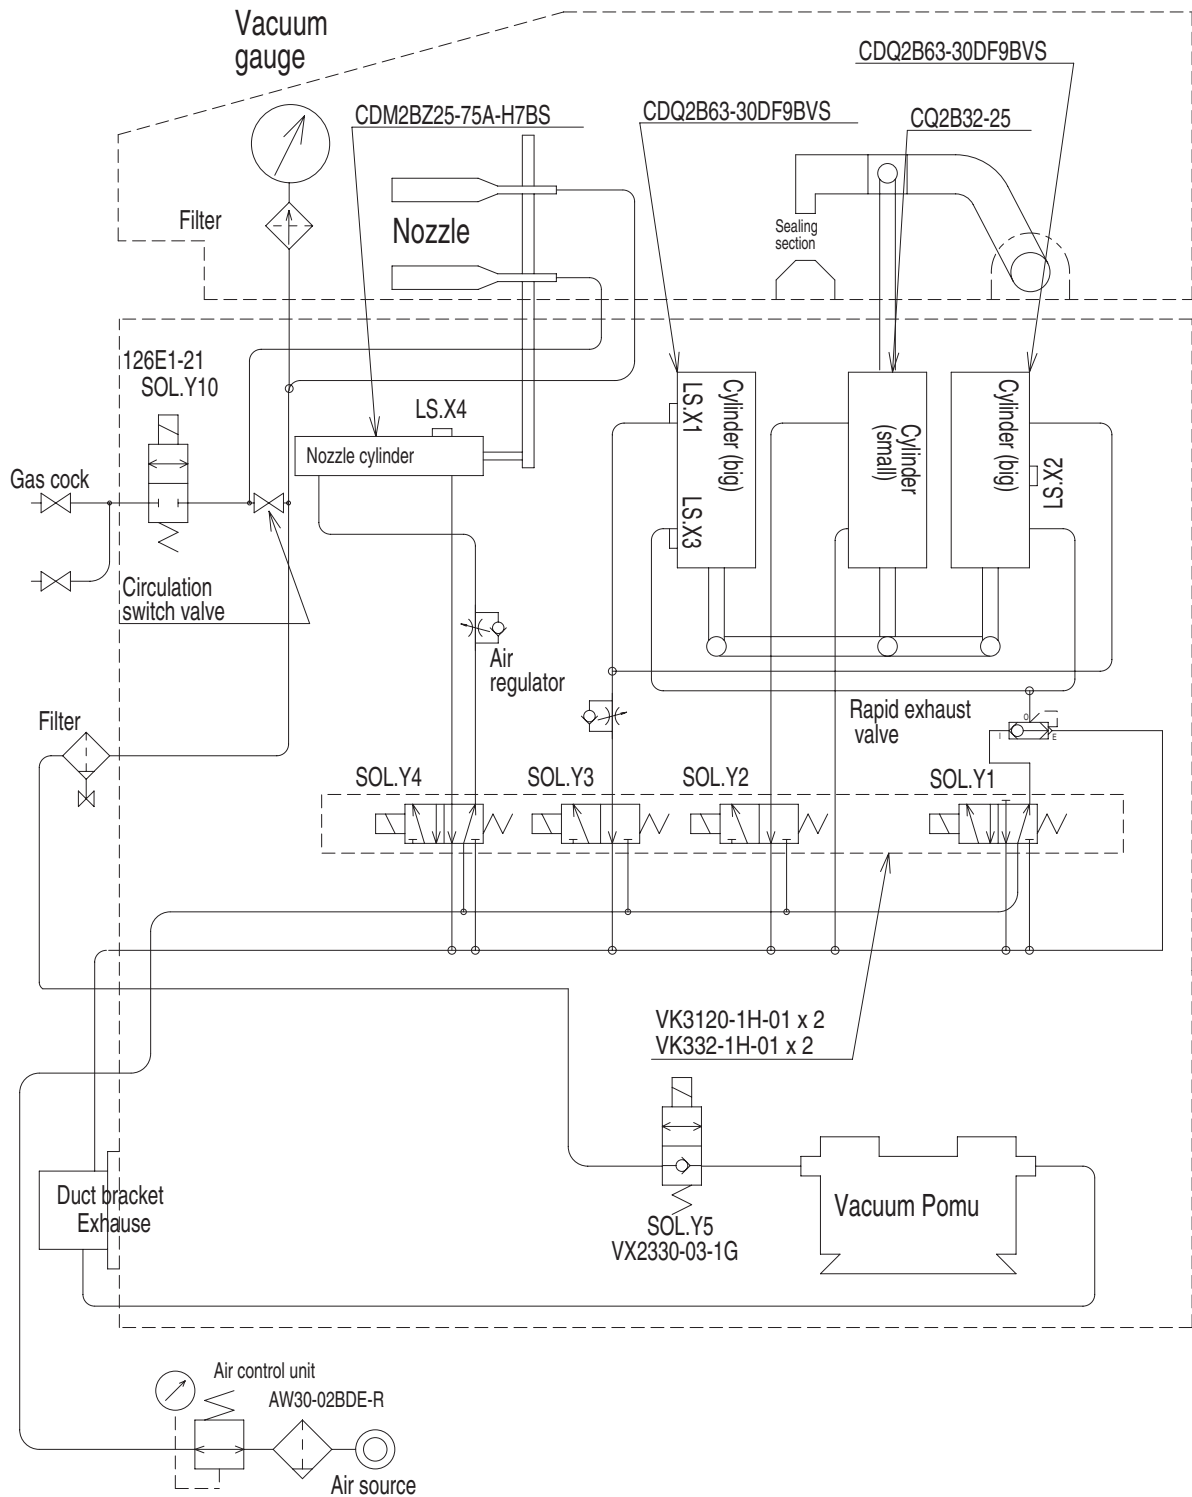 Vacuum
gauge
CDQ2B63-30DF9BVS
CDM2BZ25-75A-H7BS
CDQ2B63-30DF9BVS
CQ2B32-25
Filter
Nozzle
Sealing
section
126E1-21
SOL.Y10
LS.X4
Nozzle cylinder
LS.X1
Cylinder (big)
LS.X3
Cylinder
(small)
Cylinder (big)
LS.X2
Gas cock
Circulation
switch valve
Air
regulator
Rapid exhaust
valve
O
I
E
Filter
SOL.Y4
SOL.Y3
SOL.Y2
SOL.Y1
VK3120-1H-01 x 2
VK332-1H-01 x 2
Duct bracket
Exhause
SOL.Y5
VX2330-03-1G
Vacuum Pomu
Air control unit
AW30-02BDE-R
Air source